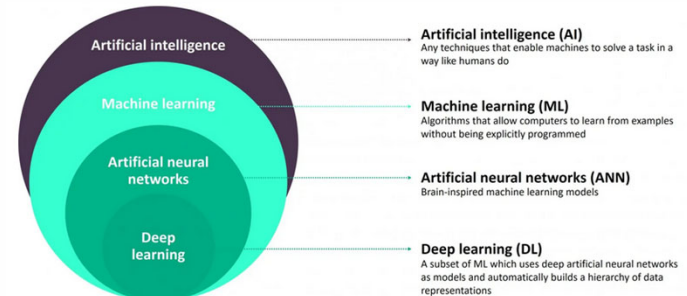 Artificial intelligence
Machine learning
Artificial neural
networks
Deep
learning
Artificial intelligence (AI)
Any techniques that enable machines to solve a task in a
way like humans do
Machine learning (ML)
Algorithms that allow computers to learn from examples
without being explicitly programmed
Artificial neural networks (ANN)
Brain-inspired machine learning models
Deep learning (DL)
A subset of ML which uses deep artificial neural networks
as models and automatically builds a hierarchy of data
representations